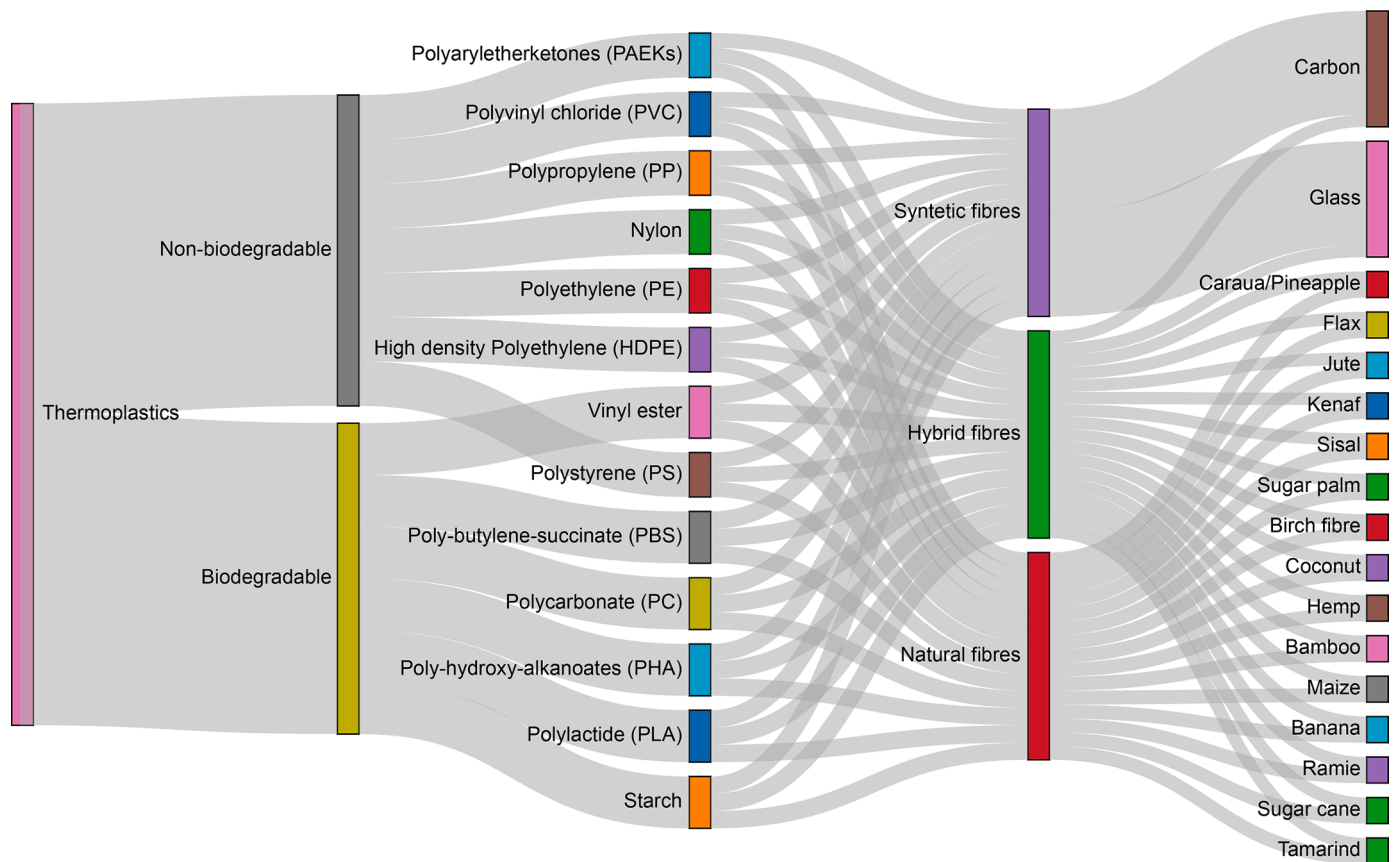 Thermoplastics
Non-biodegradable
Biodegradable
Polyaryletherketones (PAEKs)
Polyvinyl chloride (PVC)
Polypropylene (PP)
Nylon
Polyethylene (PE)
High density Polyethylene (HDPE)
Vinyl ester
Polystyrene (PS)
Poly-butylene-succinate (PBS)
Polycarbonate (PC)
Poly-hydroxy-alkanoates (PHA)
Polylactide (PLA)
Starch
Syntetic fibres
Hybrid fibres
Natural fibres
Carbon
Glass
Caraua/Pineapple
Flax
Jute
Kenaf
Sisal
Sugar palm
Birch fibre
Coconut
Hemp
Bamboo
Maize
Banana
Ramie
Sugar cane
Tamarind